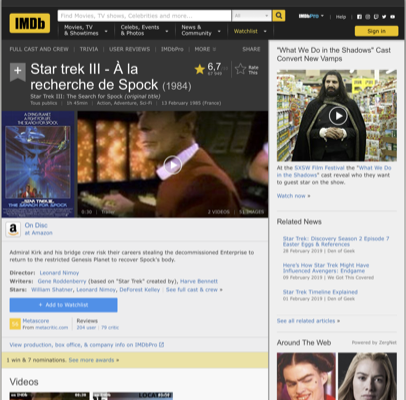 IMDb
Find Movies, TV shows, Celebrities and more...
All
IMDbPro
Help
Movies, TV
& Showtimes
Celebs, Events
& Photos
News &
Community
Watchlist
Sign in
FULL CAST AND CREW | TRIVIA | USER REVIEWS | IMDbPro | MORE
SHARE
Star trek III - À la
recherche de Spock (1984)
Star Trek III: The Search for Spock (original title)
Tous publics | 1h 45min | Action, Adventure, Sci-Fi | 13 February 1985 (France)
6,7
Rate
This
THE SEARCH FOR SPOCK
0:30 | Trailer
2 VIDEOS
IMAGES
On Disc
at Amazon
Admiral Kirk and his bridge crew risk their careers stealing the decommissioned Enterprise to
return to the restricted Genesis Planet to recover Spock's body.
Director: Leonard Nimoy
Writers: Gene Roddenberry (based on "Star Trek" created by), Harve Bennett
Stars: William Shatner, Leonard Nimoy, DeForest Kelley | See full cast & crew »
+ Add to Watchlist
Metascore
From metacritic.com
Reviews
204 user | 79 critic
View production, box office, & company info on IMDbPro
1 win & 7 nominations. See more awards »
Videos
"What We Do in the Shadows" Cast
Convert New Vamps
At the SXSW Film Festival the "What We Do
in the Shadows" cast reveal who they want
to guest star on the show.
Watch now »
Related News
Star Trek: Discovery Season 2 Episode 7
Easter Eggs & References
28 February 2019 | Den of Geek
Here's How Star Trek Might Have
Influenced Avengers: Endgame
09 February 2019 | We Got This Covered
Star Trek Timeline Explained
01 February 2019 | Den of Geek
See all related articles »
Around The Web
Powered by ZergNet